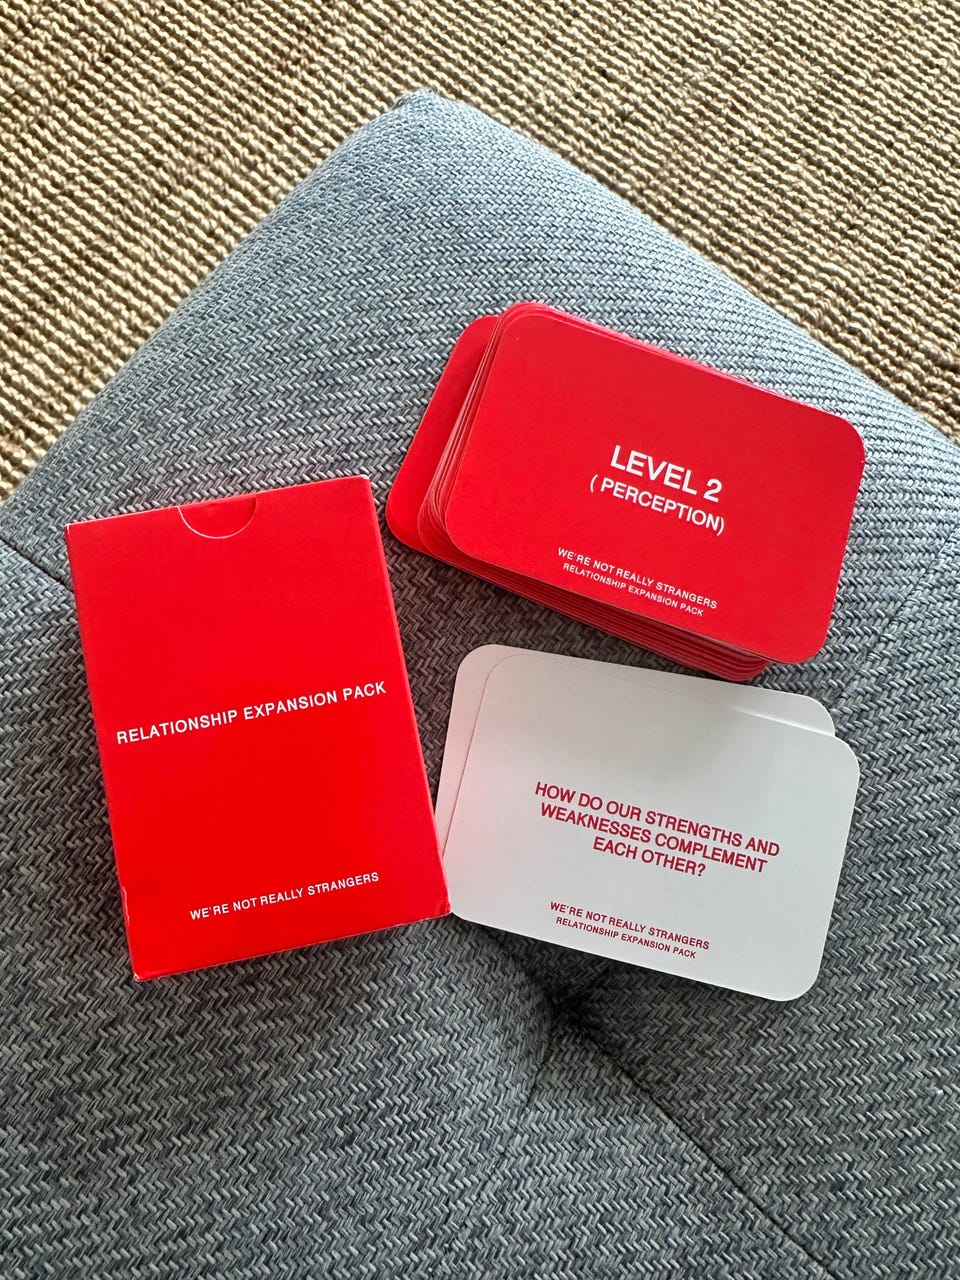 LEVEL 2
( PERCEPTION)
WE'RE NOT REALLY STRANGERS
RELATIONSHIP EXPANSION PACK
RELATIONSHIP EXPANSION PACK
WE'RE NOT REALLY STRANGERS
HOW DO OUR STRENGTHS AND
WEAKNESSES COMPLEMENT
EACH OTHER?
WE'RE NOT REALLY STRANGERS
RELATIONSHIP EXPANSION PACK